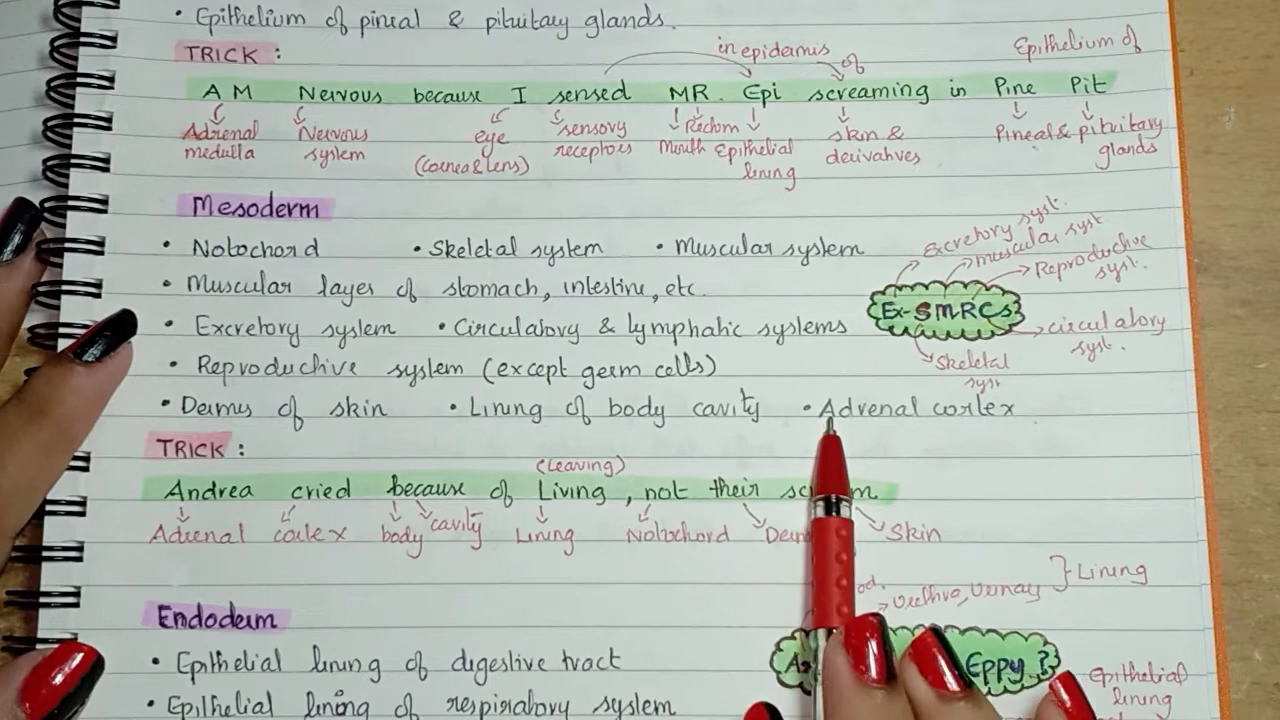 • Epithelium of pineal & pituitary glands.
TRICK :
in epidermis of
Epithelium of
AM Nervous because I sensed MR. Epi screaming in Pine Pit
Adrenal medulla
Nervous system
eye (cornea & lens)
sensory receptors
Mouth
Rectum
Epithelial lining
skin & derivatives
Pineal & pituitary glands
Mesoderm
• Notochord • Skeletal system • Muscular system
• Muscular layer of stomach, intestine, etc.
• Excretory system • Circulatory & lymphatic systems
• Reproductive system (except germ cells)
• Dermis of skin • Lining of body cavity • Adrenal cortex
Excretory syst.
muscular syst
Reproductive syst.
Ex-SMRCs
circulatory syst.
Skeletal syst
TRICK :
(Leaving)
Andrea cried because of Living, not their
Adrenal cortex body cavity Lining Notochord Skin
Endoderm
• Epithelial lining of digestive tract
• Epithelial lining of respiratory system
Urethra, } Lining
Eppy ?
Epithelial lining